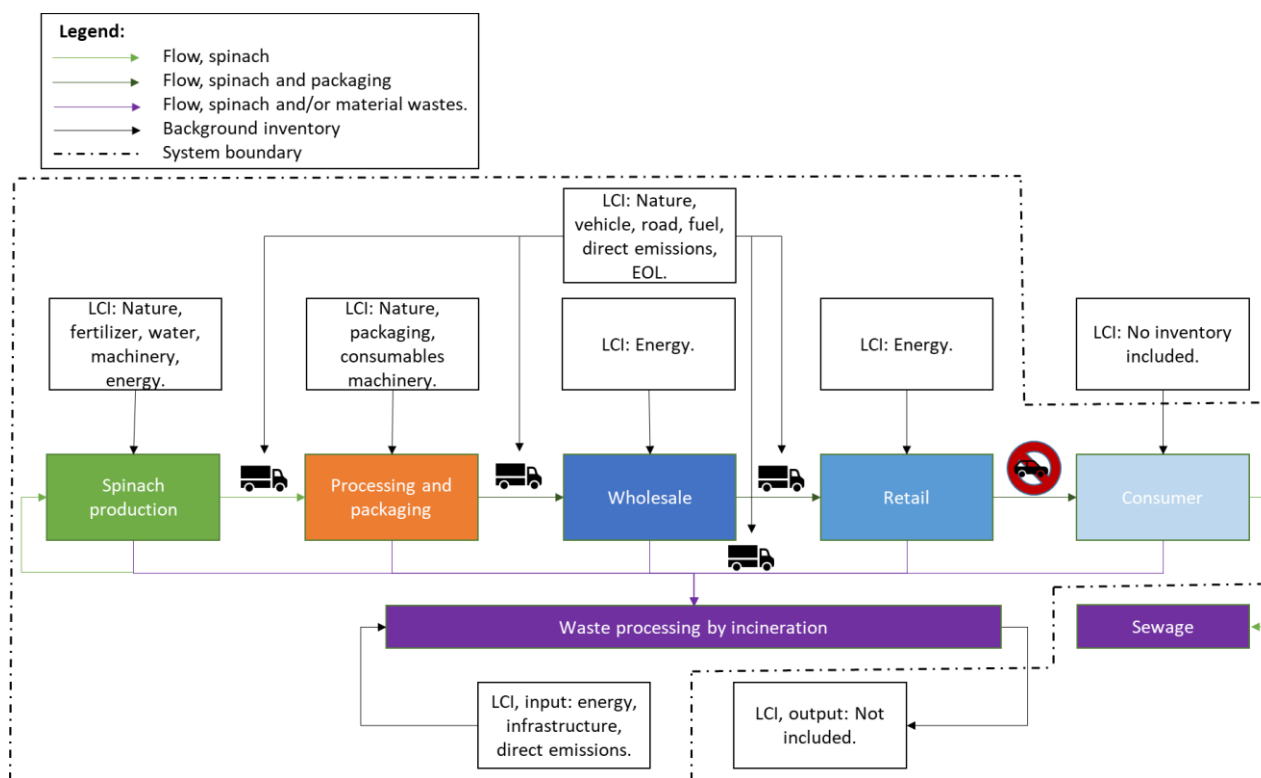 Legend:
Flow, spinach
Flow, spinach and packaging
Flow, spinach and/or material wastes.
Background inventory
System boundary
LCI: Nature,
vehicle, road, fuel,
direct emissions,
EOL.
LCI: Nature,
fertilizer, water,
machinery,
energy.
LCI: Nature,
packaging,
consumables
machinery.
LCI: Energy.
LCI: Energy.
LCI: No inventory
included.
Spinach
production
Processing and
packaging
Wholesale
Retail
Consumer
Waste processing by incineration
Sewage
LCI, input: energy,
infrastructure,
direct emissions.
LCI, output: Not
included.